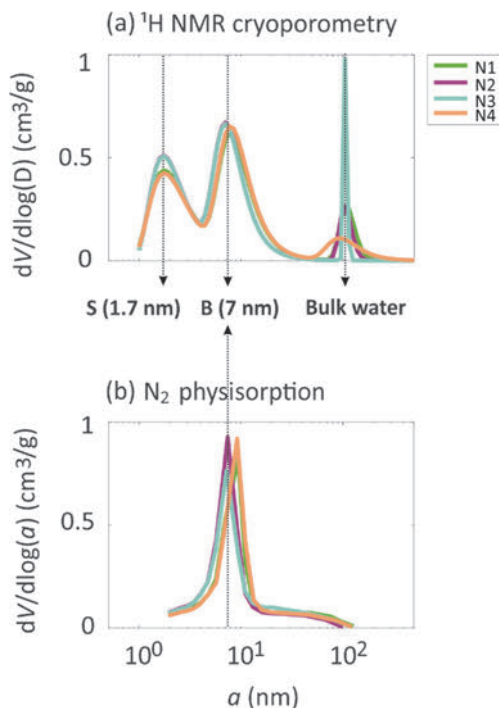 (a) ¹H NMR cryoporometry
dV/dlog(D) (cm³/g)
1
0.5
0
N1
N2
N3
N4
S (1.7 nm) B (7 nm) Bulk water
(b) N₂ physisorption
dV/dlog(a) (cm³/g)
1
0.5
0
10⁰ 10¹ 10²
a (nm)